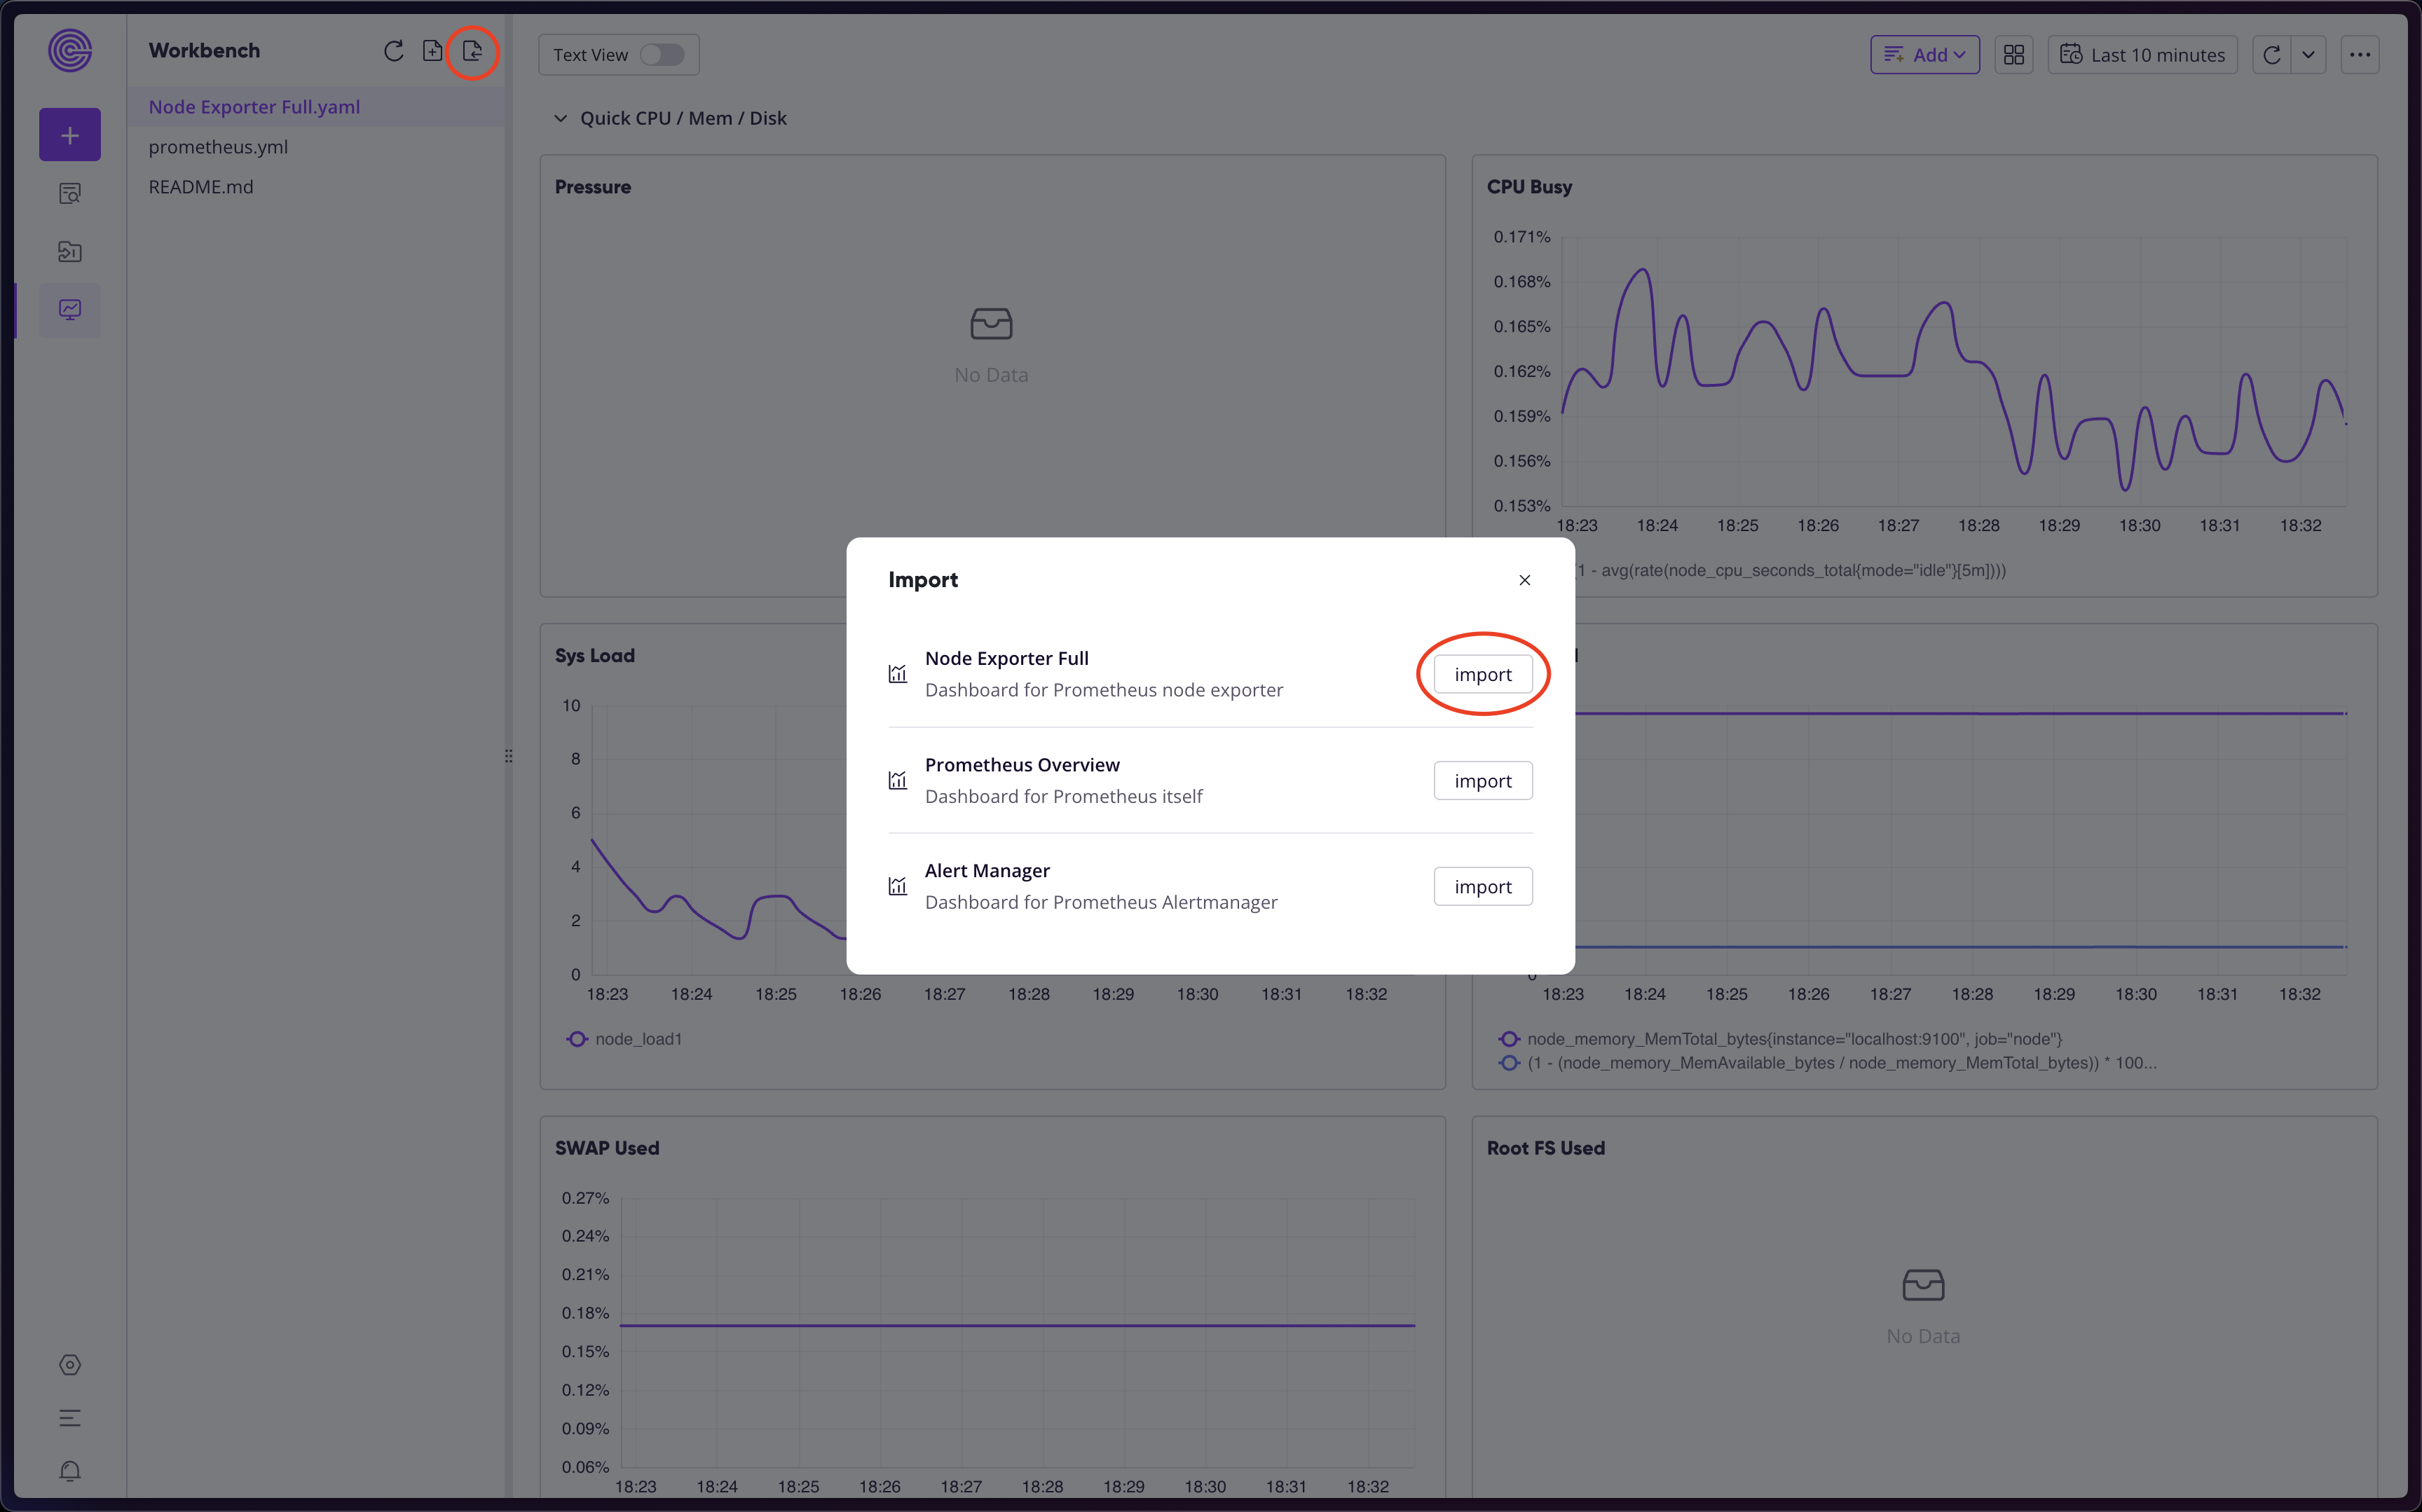 Workbench
Node Exporter Full.yaml
prometheus.yml
README.md
Text View
Add
Last 10 minutes
Quick CPU / Mem / Disk
Pressure
No Data
CPU Busy
0.171%
0.168%
0.165%
0.162%
0.159%
0.156%
0.153%
18:23 18:24 18:25 18:26 18:27 18:28 18:29 18:30 18:31 18:32
(1 - avg(rate(node_cpu_seconds_total{mode="idle"}[5m])))
Import
Node Exporter Full
Dashboard for Prometheus node exporter
import
Prometheus Overview
Dashboard for Prometheus itself
import
Alert Manager
Dashboard for Prometheus Alertmanager
import
Sys Load
10
8
6
4
2
0
18:23 18:24 18:25 18:26 18:27 18:28 18:29 18:30 18:31 18:32
node_load1
0
18:23 18:24 18:25 18:26 18:27 18:28 18:29 18:30 18:31 18:32
node_memory_MemTotal_bytes{instance="localhost:9100", job="node"}
(1 - (node_memory_MemAvailable_bytes / node_memory_MemTotal_bytes)) * 100...
SWAP Used
0.27%
0.24%
0.21%
0.18%
0.15%
0.12%
0.09%
0.06%
18:23 18:24 18:25 18:26 18:27 18:28 18:29 18:30 18:31 18:32
Root FS Used
No Data